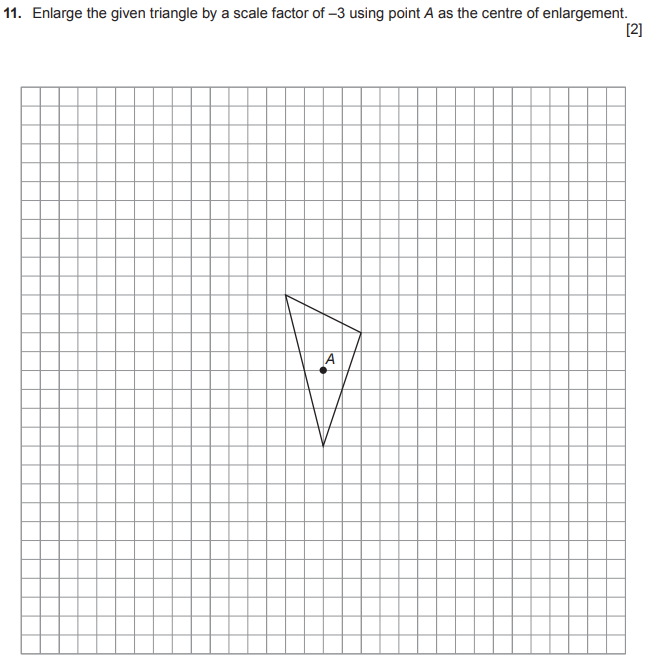 11. Enlarge the given triangle by a scale factor of –3 using point A as the centre of enlargement.
[2]
A